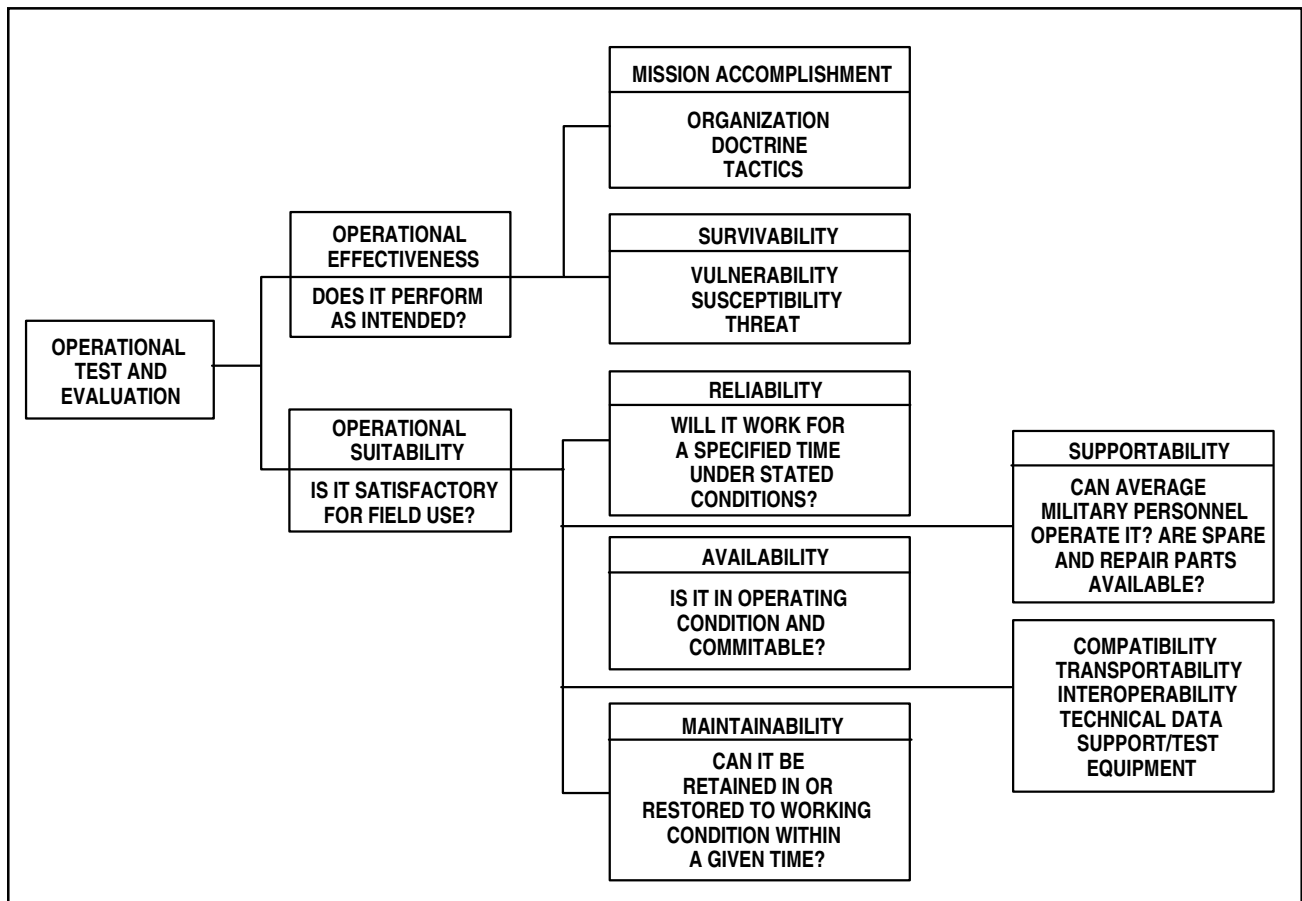 OPERATIONAL
TEST AND
EVALUATION
OPERATIONAL
EFFECTIVENESS
DOES IT PERFORM
AS INTENDED?
OPERATIONAL
SUITABILITY
IS IT SATISFACTORY
FOR FIELD USE?
MISSION ACCOMPLISHMENT
ORGANIZATION
DOCTRINE
TACTICS
SURVIVABILITY
VULNERABILITY
SUSCEPTIBILITY
THREAT
RELIABILITY
WILL IT WORK FOR
A SPECIFIED TIME
UNDER STATED
CONDITIONS?
AVAILABILITY
IS IT IN OPERATING
CONDITION AND
COMMITABLE?
MAINTAINABILITY
CAN IT BE
RETAINED IN OR
RESTORED TO WORKING
CONDITION WITHIN
A GIVEN TIME?
SUPPORTABILITY
CAN AVERAGE
MILITARY PERSONNEL
OPERATE IT? ARE SPARE
AND REPAIR PARTS
AVAILABLE?
COMPATIBILITY
TRANSPORTABILITY
INTEROPERABILITY
TECHNICAL DATA
SUPPORT/TEST
EQUIPMENT